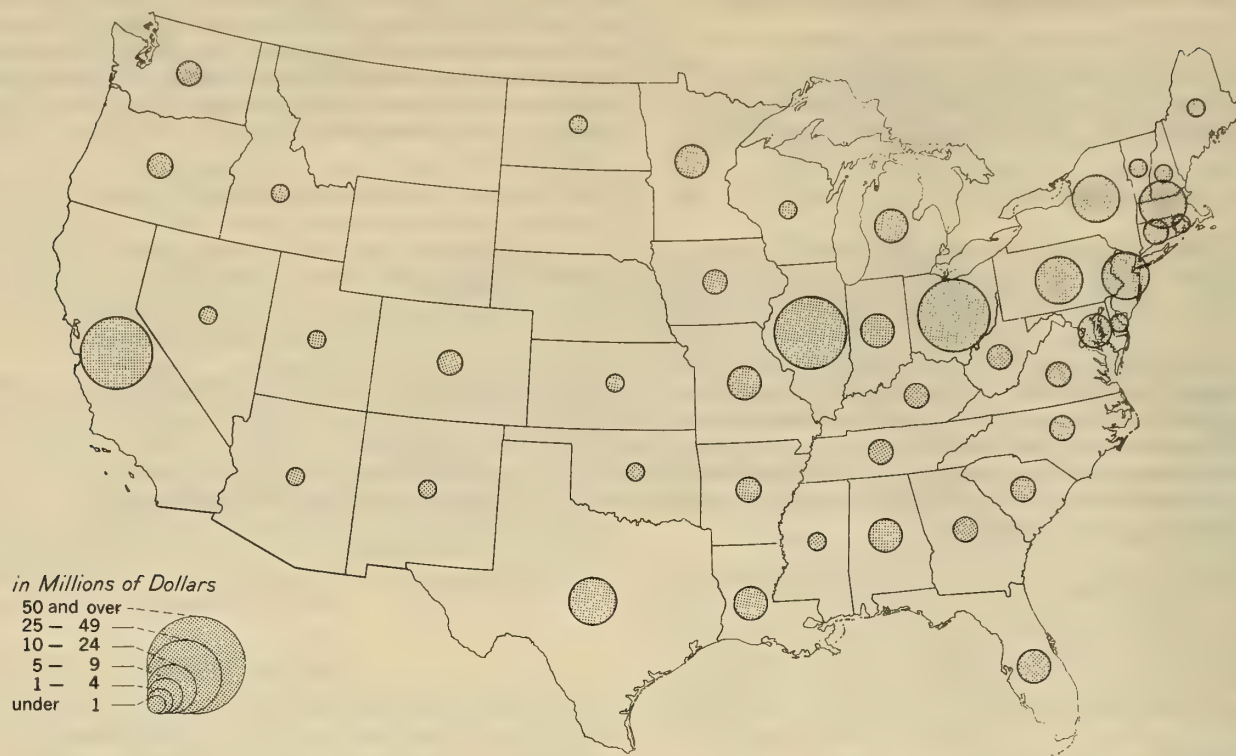 in Millions of Dollars
50 and over
25 – 49
10 – 24
5 – 9
1 – 4
under 1